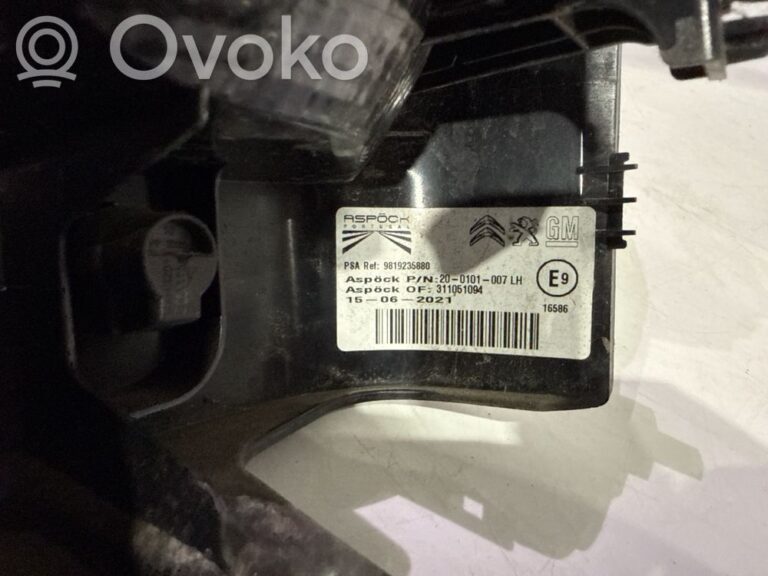 Ovoko
ASPÖCK
PORTUGAL
GM
PSA Ref: 9819235880
Aspöck P/N: 20-0101-007 LH
Aspöck OF: 311051094
15-06-2021
E9
16586